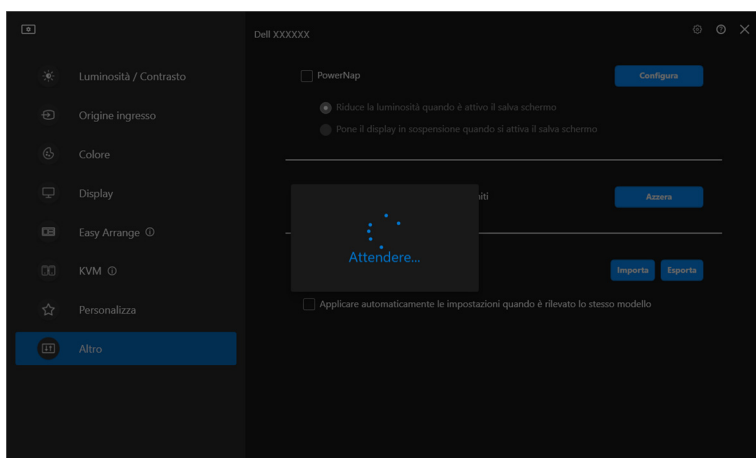 Dell XXXXXX
Luminosità / Contrasto
Origine ingresso
Colore
Display
Easy Arrange
KVM
Personalizza
Altro
PowerNap
Configura
Riduce la luminosità quando è attivo il salva schermo
Pone il display in sospensione quando si attiva il salva schermo
Azzera
Attendere...
Importa
Esporta
Applicare automaticamente le impostazioni quando è rilevato lo stesso modello